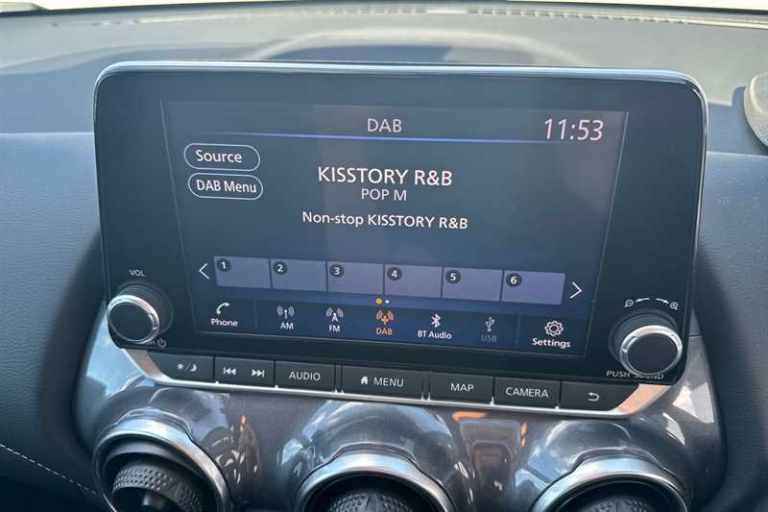 DAB
11:53
Source
DAB Menu
KISSTORY R&B
POP M
Non-stop KISSTORY R&B
1 2 3 4 5 6
Phone AM FM DAB BT Audio USB Settings
VOL
PUSH SOUND
AUDIO MENU MAP CAMERA